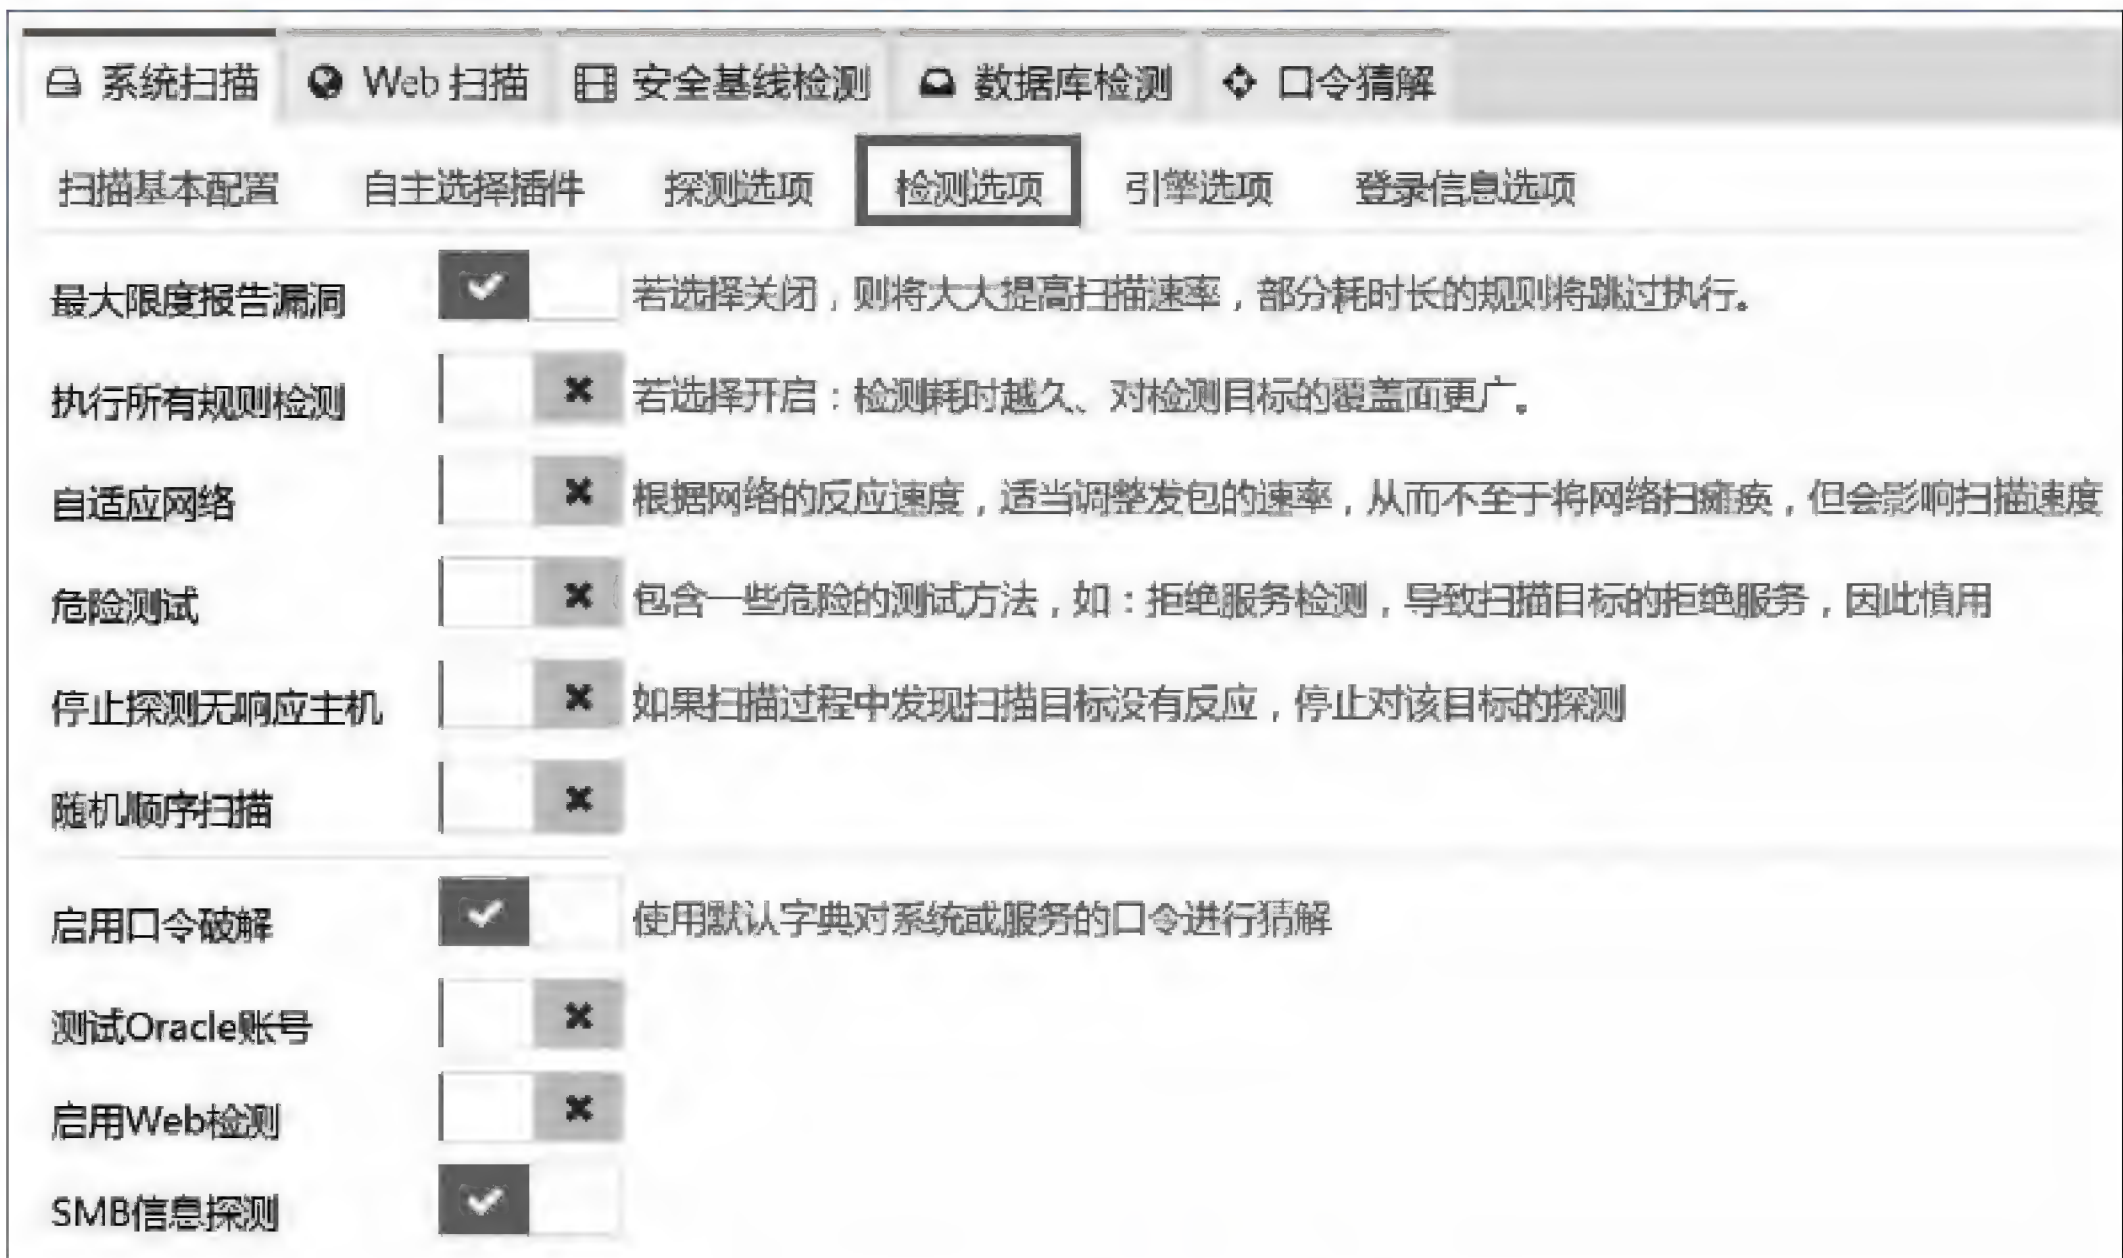 系统扫描 Web 扫描 安全基线检测 数据库检测 口令猜解
扫描基本配置 自主选择插件 探测选项 检测选项 引擎选项 登录信息选项
最大限度报告漏洞 若选择关闭，则将大大提高扫描速率，部分耗时长的规则将跳过执行。
执行所有规则检测 若选择开启：检测耗时越久、对检测目标的覆盖面更广。
自适应网络 根据网络的反应速度，适当调整发包的速率，从而不至于将网络扫瘫痪，但会影响扫描速度
危险测试 包含一些危险的测试方法，如：拒绝服务检测，导致扫描目标的拒绝服务，因此慎用
停止探测无响应主机 如果扫描过程中发现扫描目标没有反应，停止对该目标的探测
随机顺序扫描
启用口令破解 使用默认字典对系统或服务的口令进行猜解
测试Oracle账号
启用Web检测
SMB信息探测